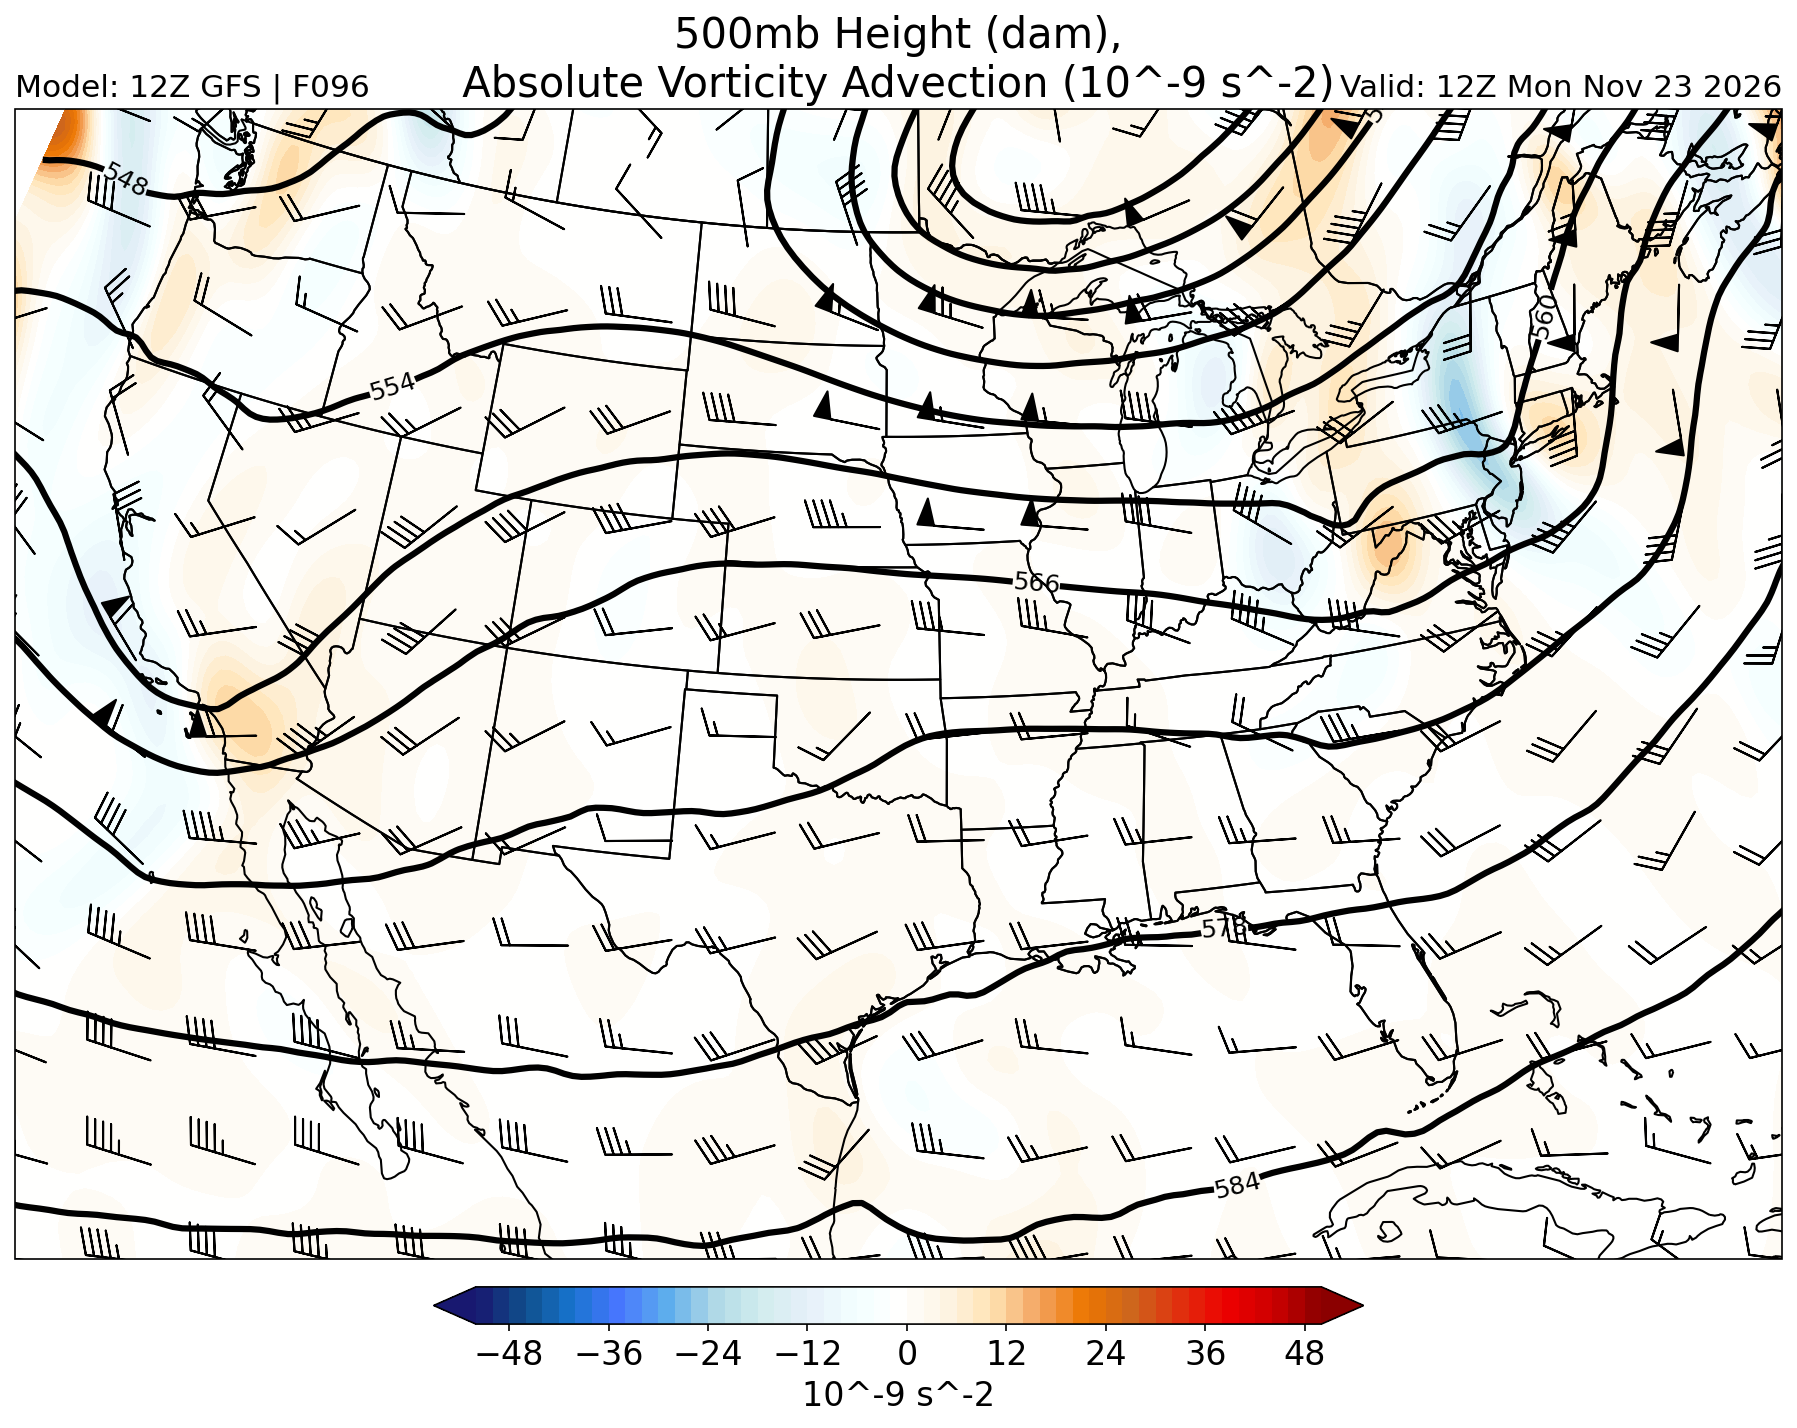 500mb Height (dam),
Model: 12Z GFS | F096
Absolute Vorticity Advection (10^-9 s^-2)
Valid: 12Z Mon Nov 23 2026
548
554
560
566
584
−48
−36
−24
−12
0
12
24
36
48
10^-9 s^-2